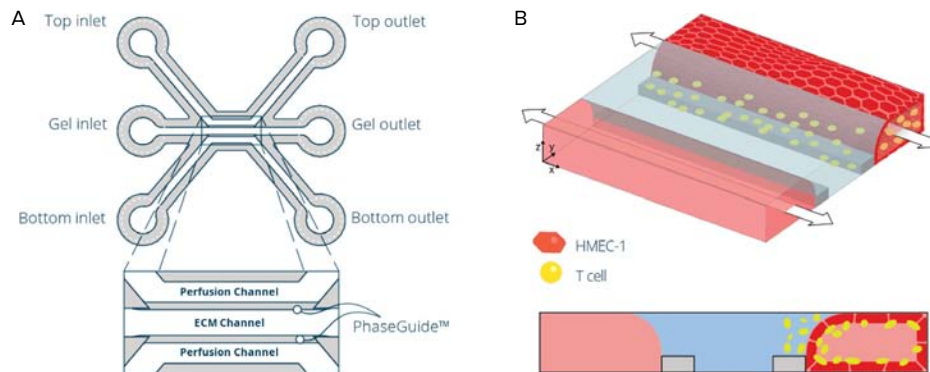 A
Top inlet
Top outlet
Gel inlet
Gel outlet
Bottom inlet
Bottom outlet
Perfusion Channel
ECM Channel
PhaseGuide™
Perfusion Channel
B
z
y
x
HMEC-1
T cell